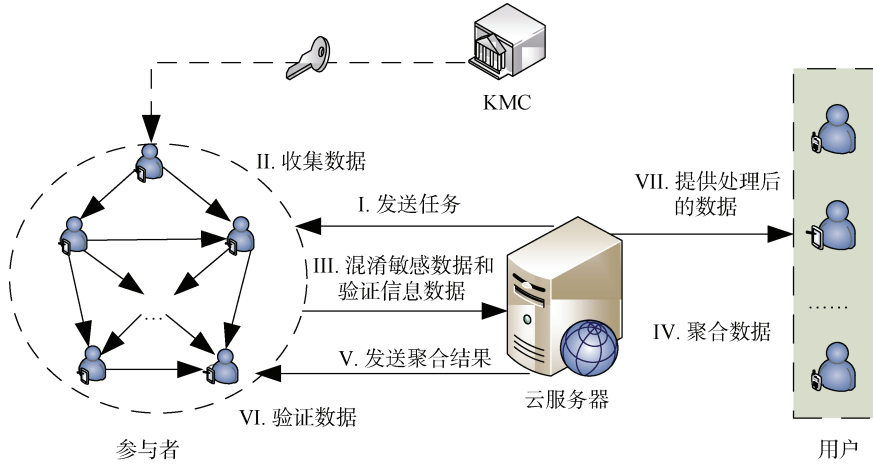 KMC
II. 收集数据
I. 发送任务
VII. 提供处理后
的数据
III. 混淆敏感数据和
验证信息数据
……
…
IV. 聚合数据
V. 发送聚合结果
云服务器
VI. 验证数据
参与者
用户